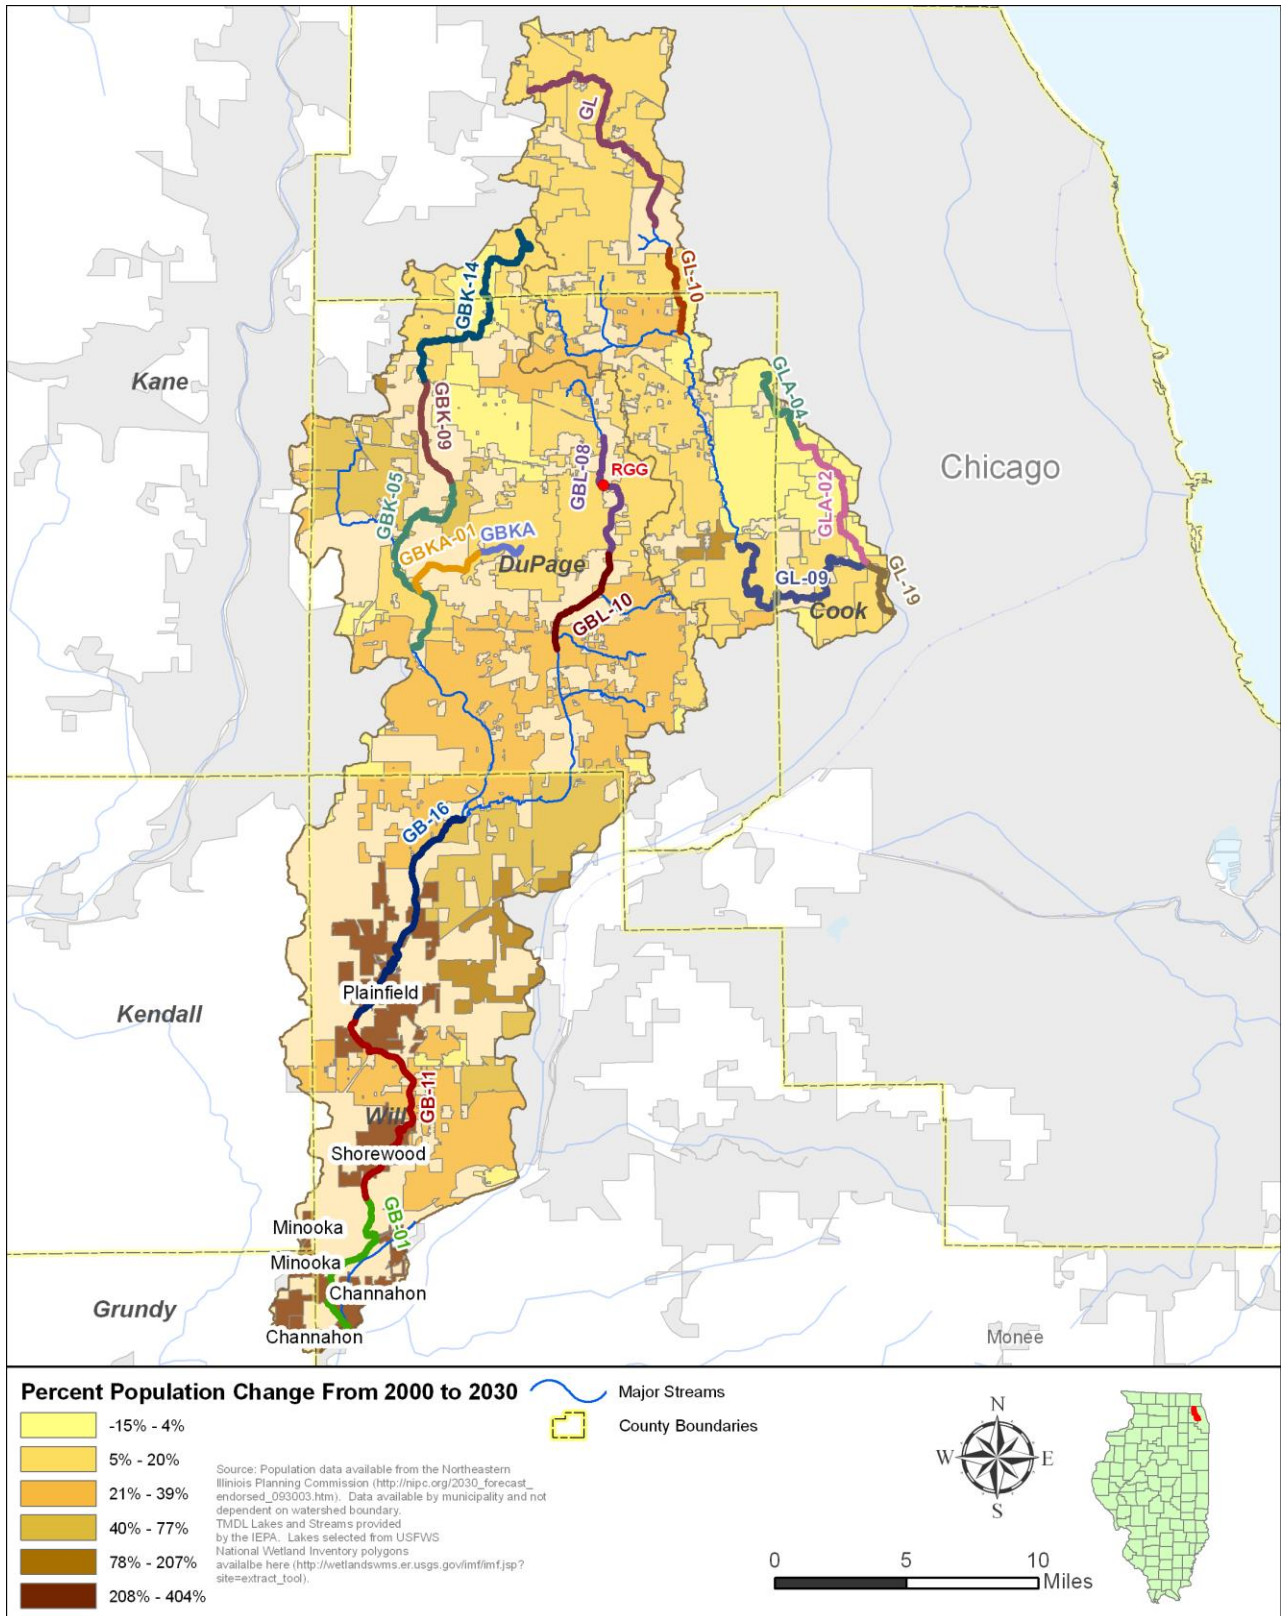 GL
GL-10
GBK-14
Kane
GLA-04
GBK-09
Chicago
GBL-08
RGG
GLA-02
GBK-05
GBKA-01
GBKA
DuPage
GL-09
GL-19
Cook
GBL-10
GB-16
Plainfield
Kendall
GB-11
Will
Shorewood
GB-01
Minooka
Minooka
Channahon
Grundy
Channahon
Monee
Percent Population Change From 2000 to 2030
-15% - 4%
5% - 20%
21% - 39%
40% - 77%
78% - 207%
208% - 404%
Source: Population data available from the Northeastern
Illiniois Planning Commission (http://nipc.org/2030_forecast_
endorsed_093003.htm). Data available by municipality and not
dependent on watershed boundary.
TMDL Lakes and Streams provided
by the IEPA. Lakes selected from USFWS
National Wetland Inventory polygons
availalbe here (http://wetlandswms.er.usgs.gov/imf/imf.jsp?
site=extract_tool).
Major Streams
County Boundaries
N
W E
S
0 5 10
Miles